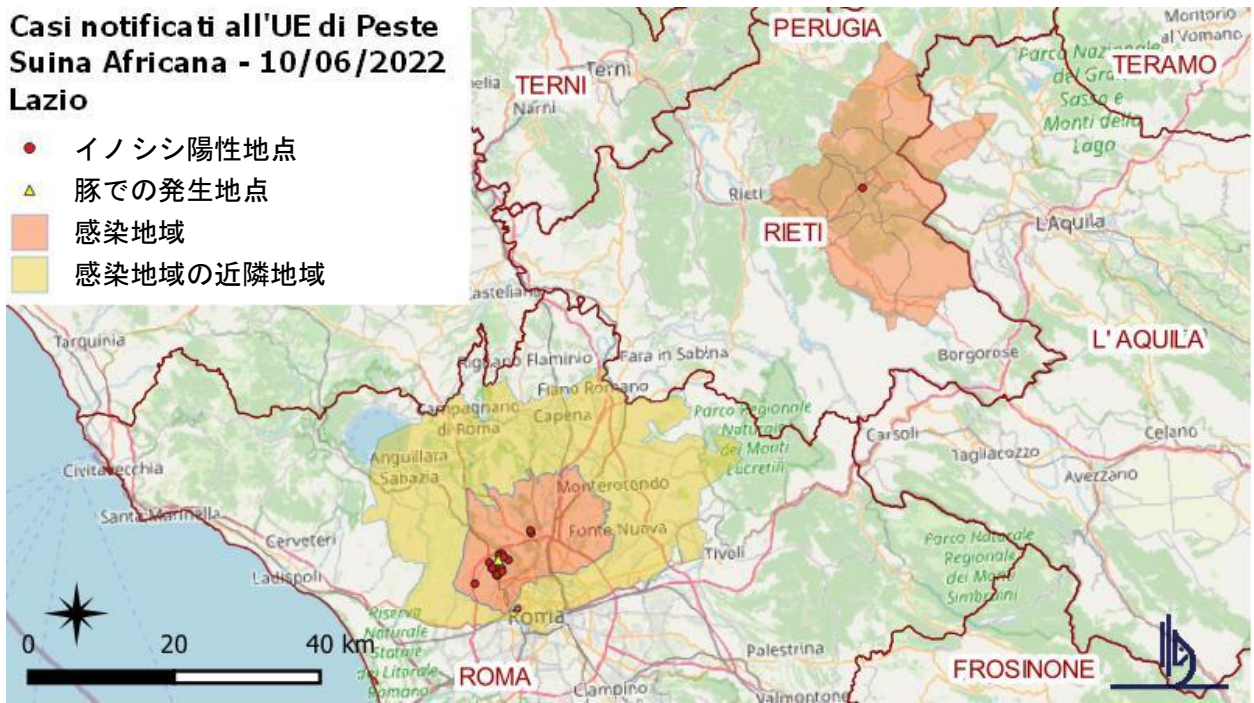 Casi notificati all'UE di Peste
Suina Africana - 10/06/2022
Lazio
イノシシ陽性地点
豚での発生地点
感染地域
感染地域の近隣地域
PERUGIA
Montorio
al Vomano
Parco Nazionale
del Gran
Sasso e
Monti della
Laga
TERAMO
TERNI
Terni
Narni
Rieti
RIETI
L'Aquila
L'AQUILA
Tarquinia
Rignano Flaminio
Fara in Sabina
Borgorose
Fiano Romano
Campagnano
di Roma
Capena
Parco Regionale
Naturale
dei Monti
Lucretili
Carsoli
Celano
Tagliacozzo
Avezzano
Anguillara
Sabazia
Civitavecchia
Monterotondo
Santa Marinella
Fonte Nuova
Cerveteri
Tivoli
Parco Naturale
Regionale
dei Monti
Simbruini
Ladispoli
Roma
Riserva
Naturale
Statale
del Litorale
Romano
0 20 40 km
ROMA
Palestrina
FROSINONE
Ciampino
Valmontone